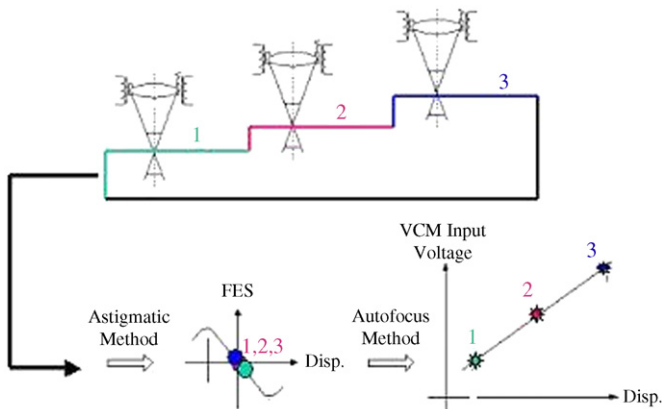 3
2
1
VCM Input
Voltage
3
FES
2
Astigmatic
Method
1,2,3
Autofocus
Method
1
Disp.
Disp.